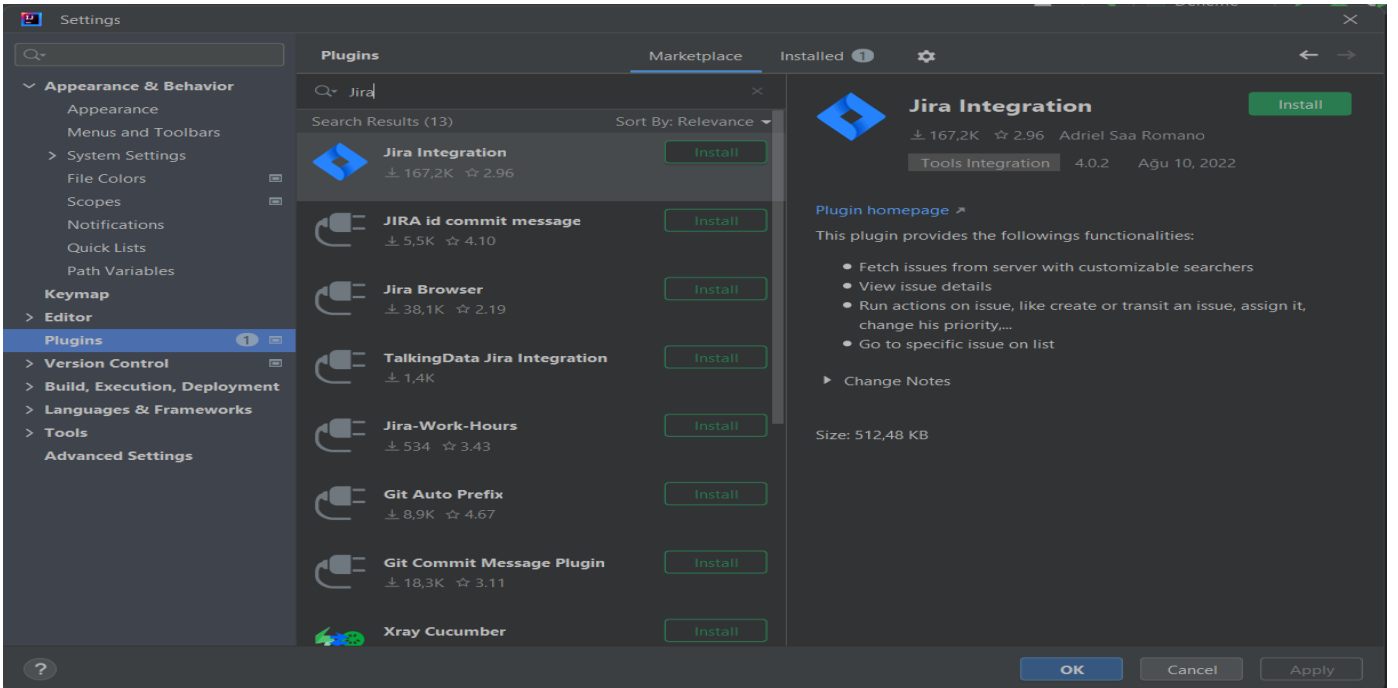 Settings
Plugins
Marketplace
Installed 1
Appearance & Behavior
Appearance
Menus and Toolbars
System Settings
File Colors
Scopes
Notifications
Quick Lists
Path Variables
Keymap
Editor
Plugins 1
Version Control
Build, Execution, Deployment
Languages & Frameworks
Tools
Advanced Settings
?
Jira
Search Results (13) Sort By: Relevance
Jira Integration Install
167,2K 2.96
JIRA id commit message Install
5,5K 4.10
Jira Browser Install
38,1K 2.19
TalkingData Jira Integration Install
1,4K
Jira-Work-Hours Install
534 3.43
Git Auto Prefix Install
8,9K 4.67
Git Commit Message Plugin Install
18,3K 3.11
Xray Cucumber Install
Jira Integration Install
167,2K 2.96 Adriel Saa Romano
Tools Integration 4.0.2 Ağu 10, 2022
Plugin homepage
This plugin provides the followings functionalities:
Fetch issues from server with customizable searchers
View issue details
Run actions on issue, like create or transit an issue, assign it,
change his priority,...
Go to specific issue on list
Change Notes
Size: 512,48 KB
OK Cancel Apply